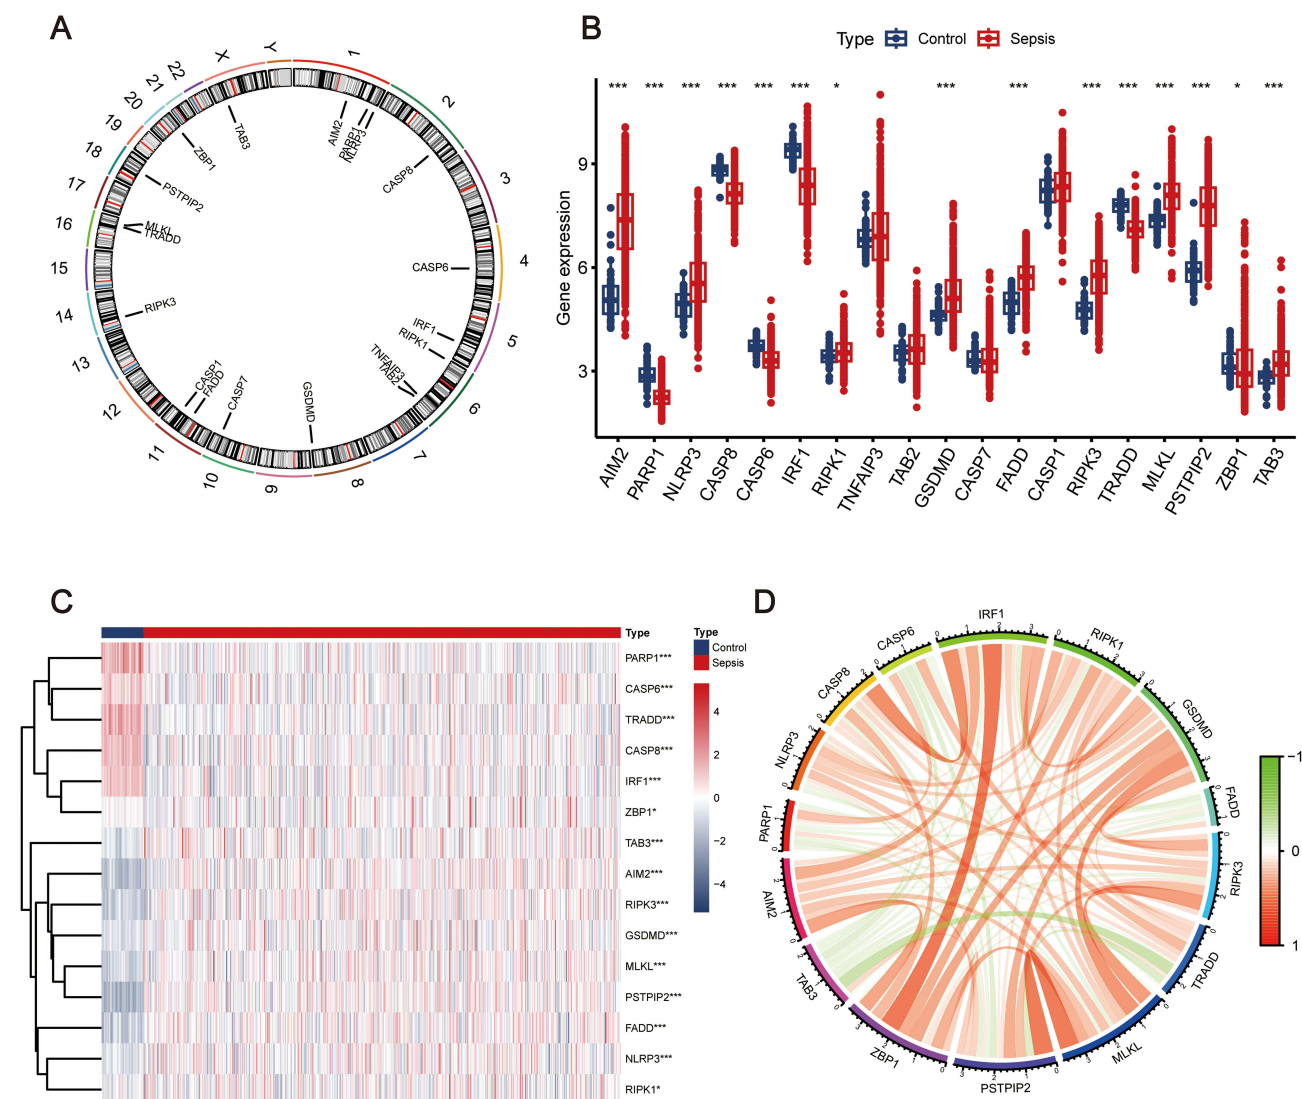 A
1
2
3
4
5
6
7
8
9
10
11
12
13
14
15
16
17
18
19
20
21
22
X
Y
AIM2
PARP1
NLRP3
CASP8
CASP6
IRF1
RIPK1
TNFAIP3
TAB2
GSDMD
CASP7
FADD
CASP1
RIPK3
TRADD
MLKL
PSTPIP2
ZBP1
TAB3
B
Type Control Sepsis
*** *** *** *** *** *** * *** *** *** *** *** *** * ***
Gene expression
9
6
3
AIM2 PARP1 NLRP3 CASP8 CASP6 IRF1 RIPK1 TNFAIP3 TAB2 GSDMD CASP7 FADD CASP1 RIPK3 TRADD MLKL PSTPIP2 ZBP1 TAB3
C
Type
PARP1***
CASP6***
TRADD***
CASP8***
IRF1***
ZBP1*
TAB3***
AIM2***
RIPK3***
GSDMD***
MLKL***
PSTPIP2***
FADD***
NLRP3***
RIPK1*
Type
Control
Sepsis
4
2
0
−2
−4
D
IRF1
RIPK1
GSDMD
FADD
RIPK3
TRADD
MLKL
PSTPIP2
ZBP1
TAB3
AIM2
PARP1
NLRP3
CASP8
CASP6
−1
0
1